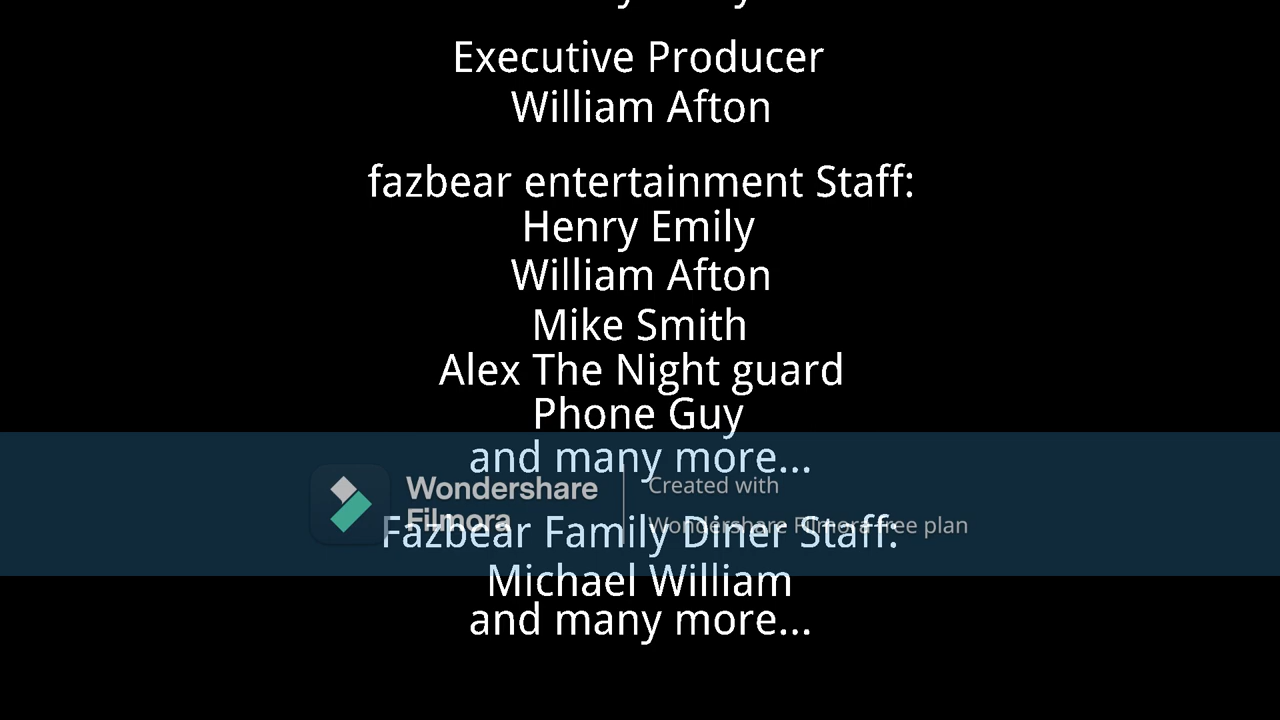 Executive Producer
William Afton
fazbear entertainment Staff:
Henry Emily
William Afton
Mike Smith
Alex The Night guard
Phone Guy
and many more...
Wondershare
Filmora
Created with
Wondershare Filmora free plan
Fazbear Family Diner Staff:
Michael William
and many more...